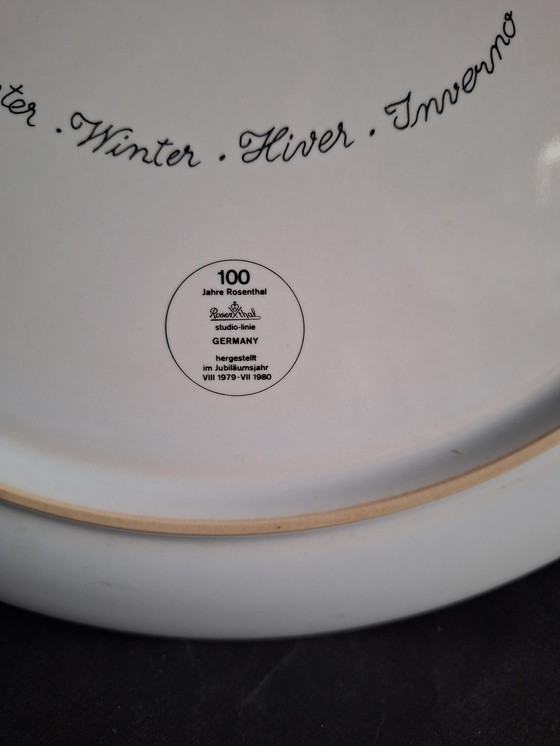 ter . Winter . Hiver . Inverno
100
Jahre Rosenthal
Rosenthal
studio-linie
GERMANY
hergestellt
im Jubiläumsjahr
VIII 1979-VII 1980